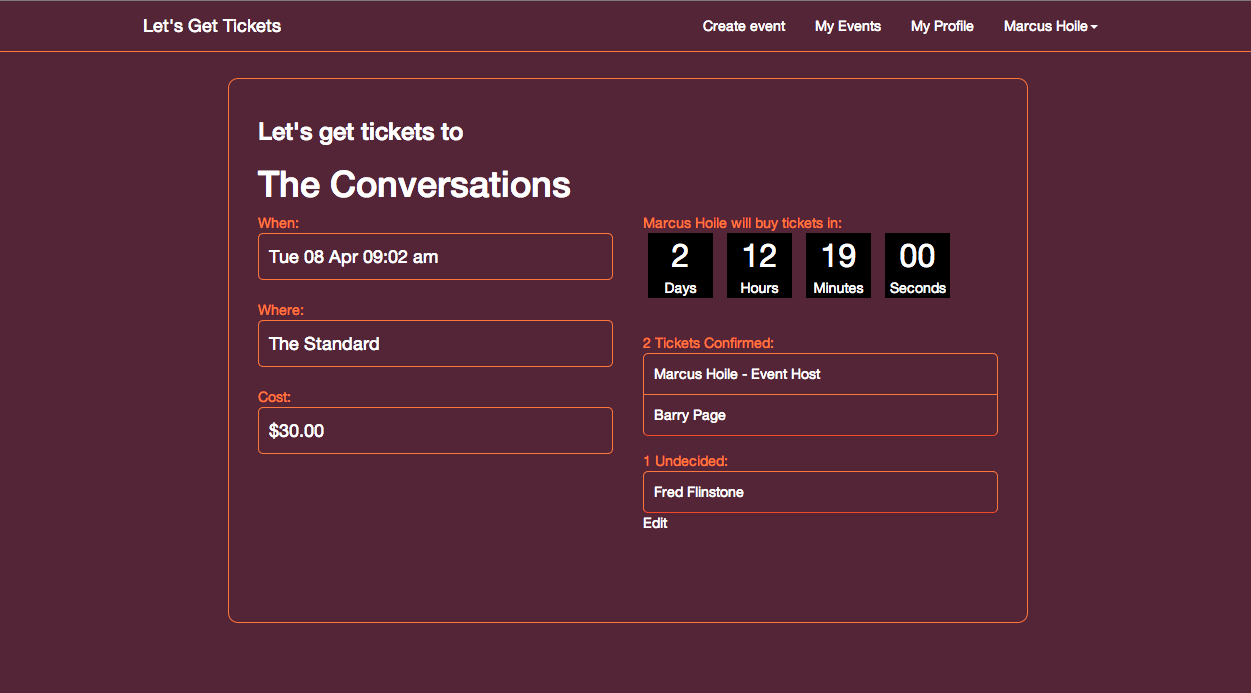 Let's Get Tickets
Create event My Events My Profile Marcus Hoile
Let's get tickets to
The Conversations
When:
Tue 08 Apr 09:02 am
Where:
The Standard
Cost:
$30.00
Marcus Hoile will buy tickets in:
2 12 19 00
Days Hours Minutes Seconds
2 Tickets Confirmed:
Marcus Hoile - Event Host
Barry Page
1 Undecided:
Fred Flinstone
Edit